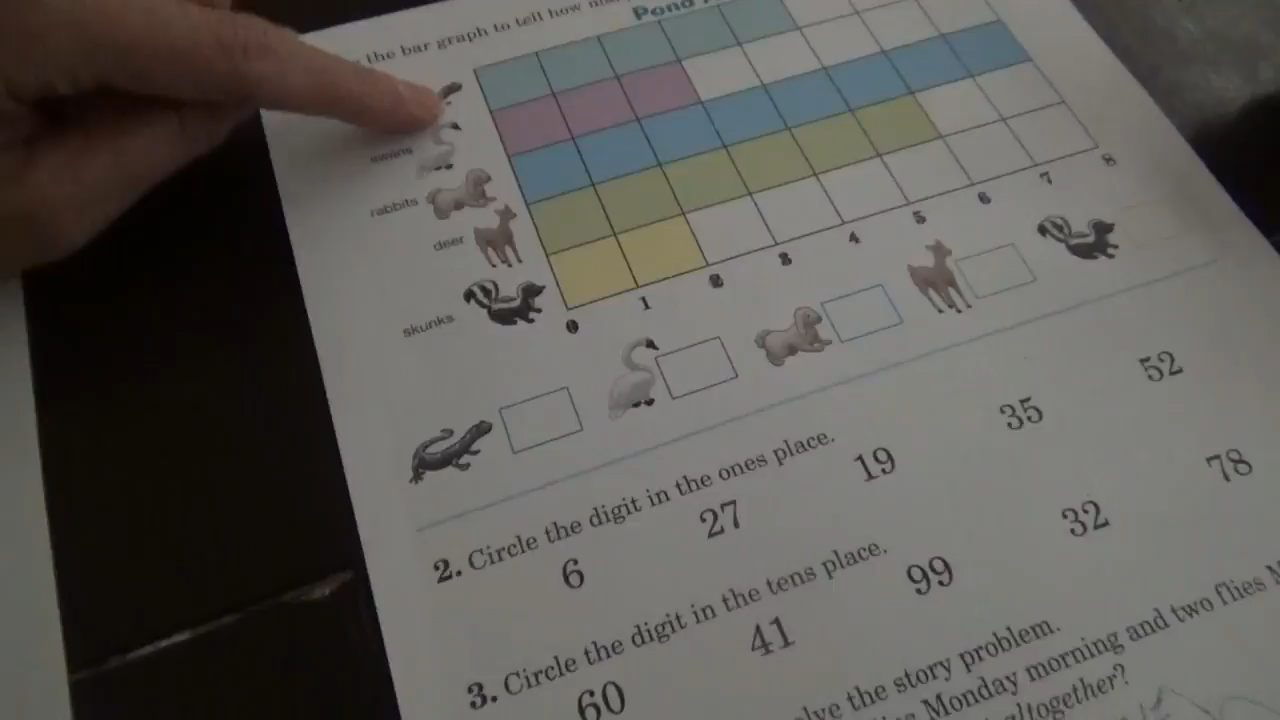 the bar graph to tell how
Pond
swans
rabbits
deer
skunks
0 1 2 3 4 5 6 7 8
2. Circle the digit in the ones place.
6 27 19 35 52
3. Circle the digit in the tens place.
60 41 99 32 78
the story problem.
Monday morning and two flies
altogether?